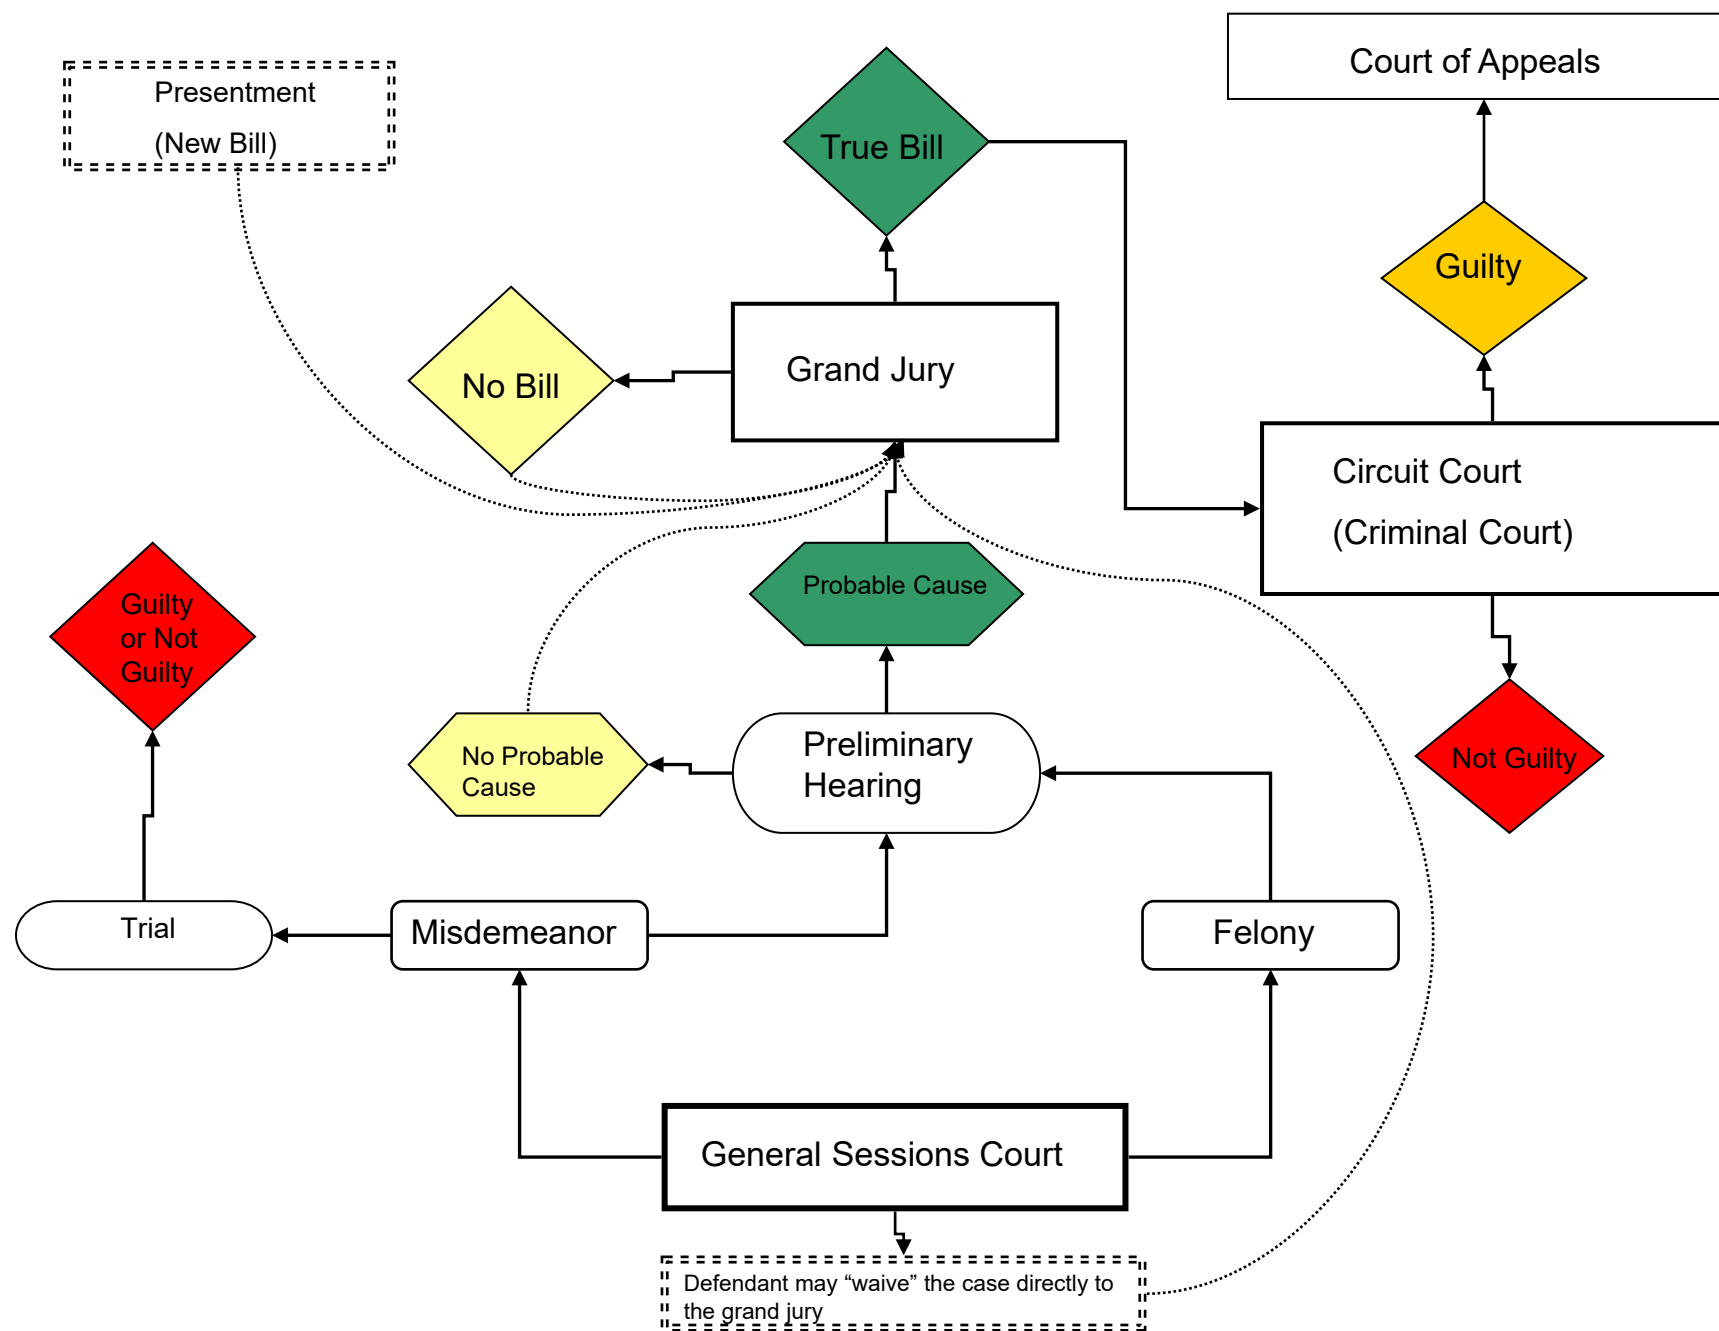 Court of Appeals
Presentment
(New Bill)
True Bill
Guilty
Grand Jury
No Bill
Circuit Court
(Criminal Court)
Probable Cause
Guilty
or Not
Guilty
Preliminary
Hearing
No Probable
Cause
Not Guilty
Trial
Misdemeanor
Felony
General Sessions Court
Defendant may “waive” the case directly to
the grand jury